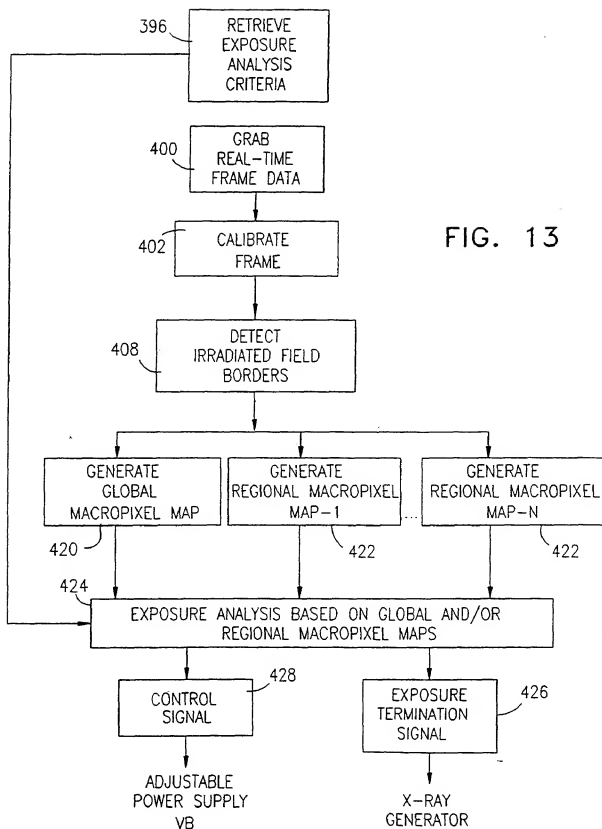 396
RETRIEVE
EXPOSURE
ANALYSIS
CRITERIA
400
GRAB
REAL-TIME
FRAME DATA
402
CALIBRATE
FRAME
FIG. 13
408
DETECT
IRRADIATED FIELD
BORDERS
GENERATE
GLOBAL
MACROPIXEL MAP
420
GENERATE
REGIONAL MACROPIXEL
MAP-1
422
GENERATE
REGIONAL MACROPIXEL
MAP-N
422
424
EXPOSURE ANALYSIS BASED ON GLOBAL AND/OR
REGIONAL MACROPIXEL MAPS
428
CONTROL
SIGNAL
EXPOSURE
TERMINATION
SIGNAL
426
ADJUSTABLE
POWER SUPPLY
VB
X-RAY
GENERATOR